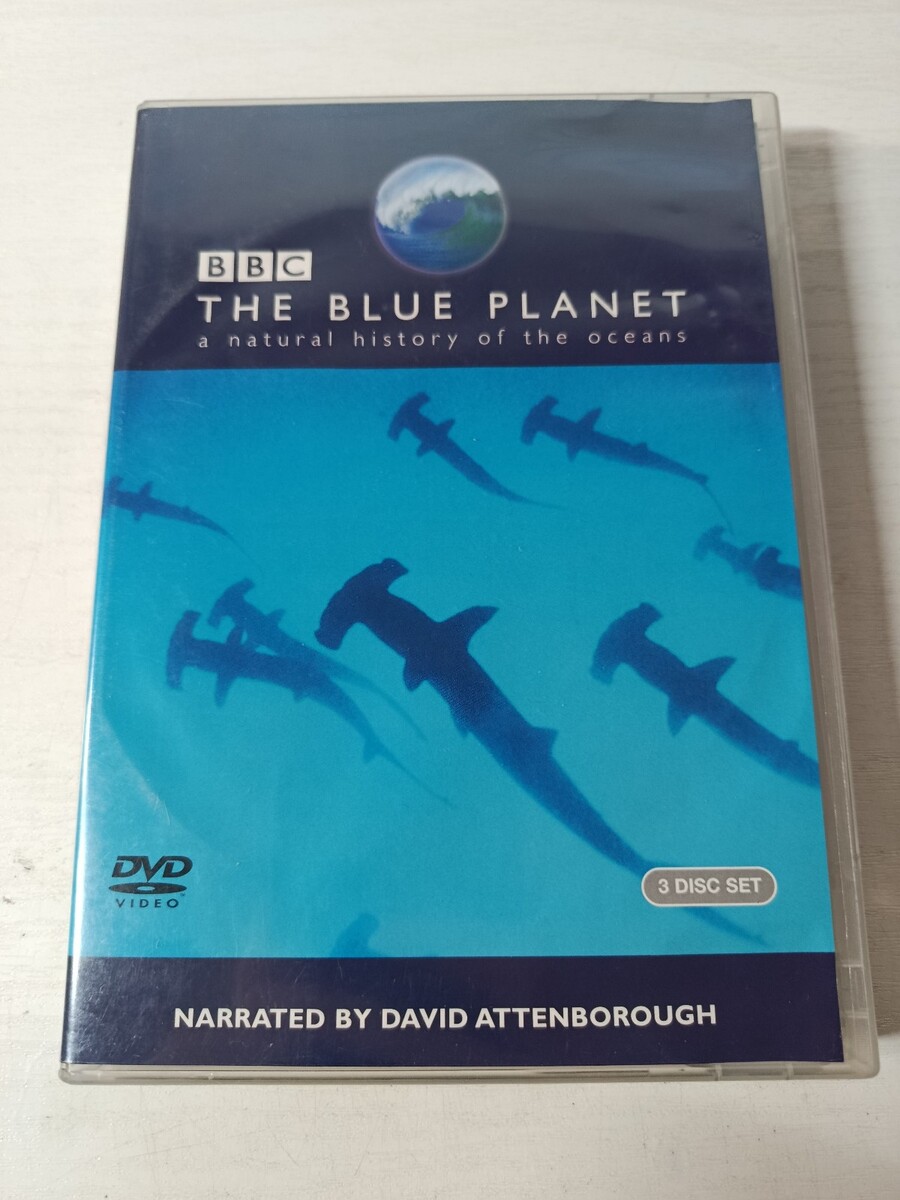 BBC
THE BLUE PLANET
a natural history of the oceans
DVD
VIDEO
3 DISC SET
NARRATED BY DAVID ATTENBOROUGH